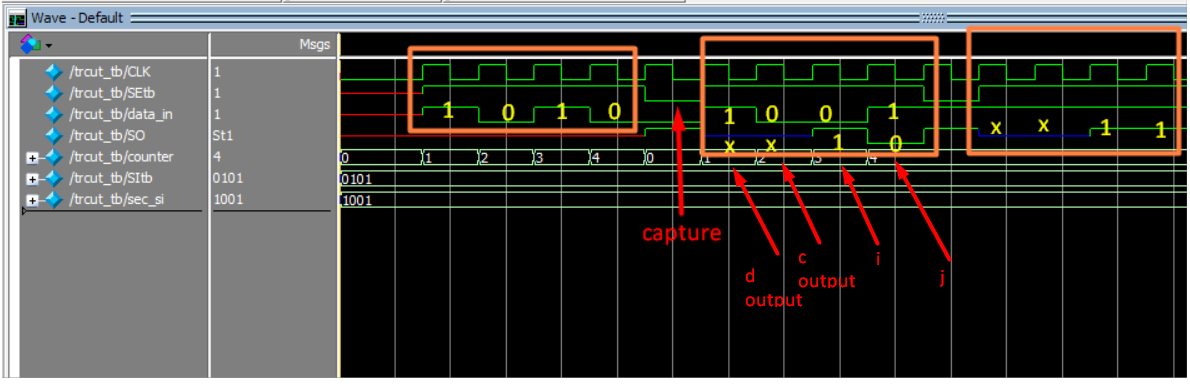 Wave - Default
Msgs
/trcut_tb/CLK 1
/trcut_tb/SEtb 1
/trcut_tb/data_in 1 1 0 1 0 1 0 0 1
/trcut_tb/SO St1 x x 1 0 x x 1 1
/trcut_tb/counter 4 0 1 2 3 4 0 1 2 3 4
/trcut_tb/SItb 0101 0101
/trcut_tb/sec_si 1001 1001
capture
d
output
c
output
i
j